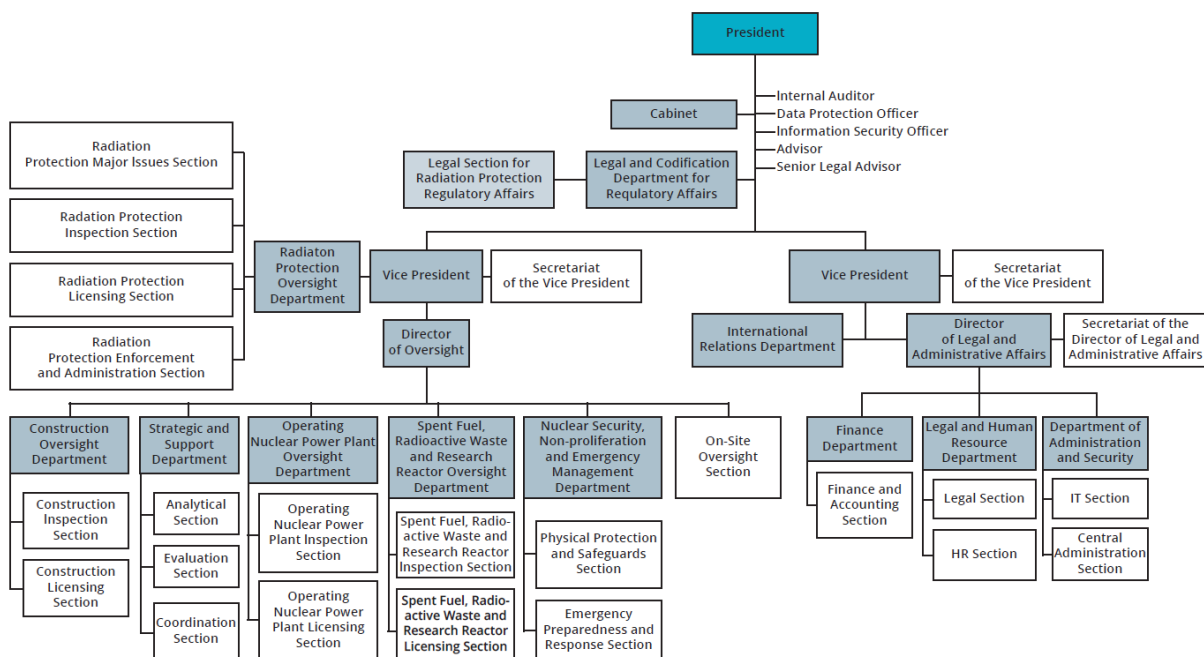 President
Internal Auditor
Data Protection Officer
Information Security Officer
Advisor
Senior Legal Advisor
Cabinet
Legal Section for
Radiation Protection
Regulatory Affairs
Legal and Codification
Department for
Requlatory Affairs
Radiation
Protection Major Issues Section
Radiation Protection
Inspection Section
Radiation Protection
Licensing Section
Radiation
Protection Enforcement
and Administration Section
Radiaton
Protection
Oversight
Department
Vice President
Secretariat
of the Vice President
Vice President
Secretariat
of the Vice President
Director
of Oversight
International
Relations Department
Director
of Legal and
Administrative Affairs
Secretariat of the
Director of Legal and
Administrative Affairs
Construction
Oversight
Department
Construction
Inspection
Section
Construction
Licensing
Section
Strategic and
Support
Department
Analytical
Section
Evaluation
Section
Coordination
Section
Operating
Nuclear Power Plant
Oversight
Department
Operating
Nuclear Power
Plant Inspection
Section
Operating
Nuclear Power
Plant Licensing
Section
Spent Fuel,
Radioactive Waste
and Research
Reactor Oversight
Department
Spent Fuel, Radio-
active Waste and
Research Reactor
Inspection Section
Spent Fuel, Radio-
active Waste and
Research Reactor
Licensing Section
Nuclear Security,
Non-proliferation
and Emergency
Management
Department
Physical Protection
and Safeguards
Section
Emergency
Preparedness and
Response Section
On-Site
Oversight
Section
Finance
Department
Finance and
Accounting
Section
Legal and Human
Resource
Department
Legal Section
HR Section
Department of
Administration
and Security
IT Section
Central
Administration
Section